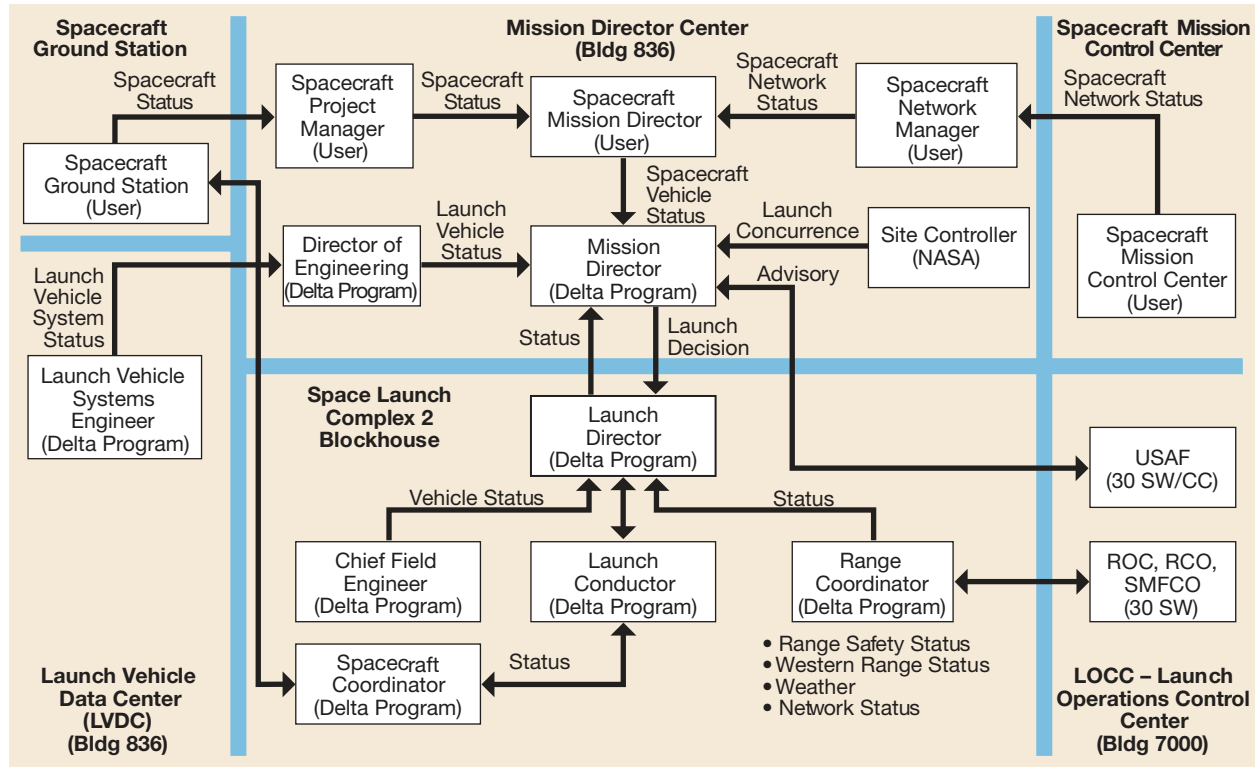 Spacecraft
Ground Station
Mission Director Center
(Bldg 836)
Spacecraft Mission
Control Center
Spacecraft
Status
Spacecraft
Project
Manager
(User)
Spacecraft
Status
Spacecraft
Mission Director
(User)
Spacecraft
Network
Status
Spacecraft
Network
Manager
(User)
Spacecraft
Network Status
Spacecraft
Ground Station
(User)
Spacecraft
Vehicle
Status
Launch
Vehicle
System
Status
Director of
Engineering
(Delta Program)
Launch
Vehicle
Status
Mission
Director
(Delta Program)
Launch
Concurrence
Advisory
Site Controller
(NASA)
Spacecraft
Mission
Control Center
(User)
Status
Launch
Decision
Launch Vehicle
Systems
Engineer
(Delta Program)
Space Launch
Complex 2
Blockhouse
Launch
Director
(Delta Program)
USAF
(30 SW/CC)
Vehicle Status
Status
Chief Field
Engineer
(Delta Program)
Launch
Conductor
(Delta Program)
Range
Coordinator
(Delta Program)
ROC, RCO,
SMFCO
(30 SW)
Spacecraft
Coordinator
(Delta Program)
Status
• Range Safety Status
• Western Range Status
• Weather
• Network Status
Launch Vehicle
Data Center
(LVDC)
(Bldg 836)
LOCC – Launch
Operations Control
Center
(Bldg 7000)